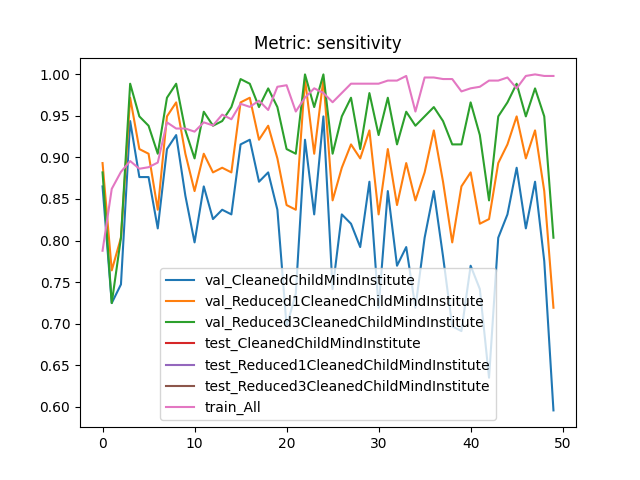 Metric: sensitivity
1.00
0.95
0.90
0.85
0.80
0.75
0.70
0.65
0.60
val_CleanedChildMindInstitute
val_Reduced1CleanedChildMindInstitute
val_Reduced3CleanedChildMindInstitute
test_CleanedChildMindInstitute
test_Reduced1CleanedChildMindInstitute
test_Reduced3CleanedChildMindInstitute
train_All
0 10 20 30 40 50